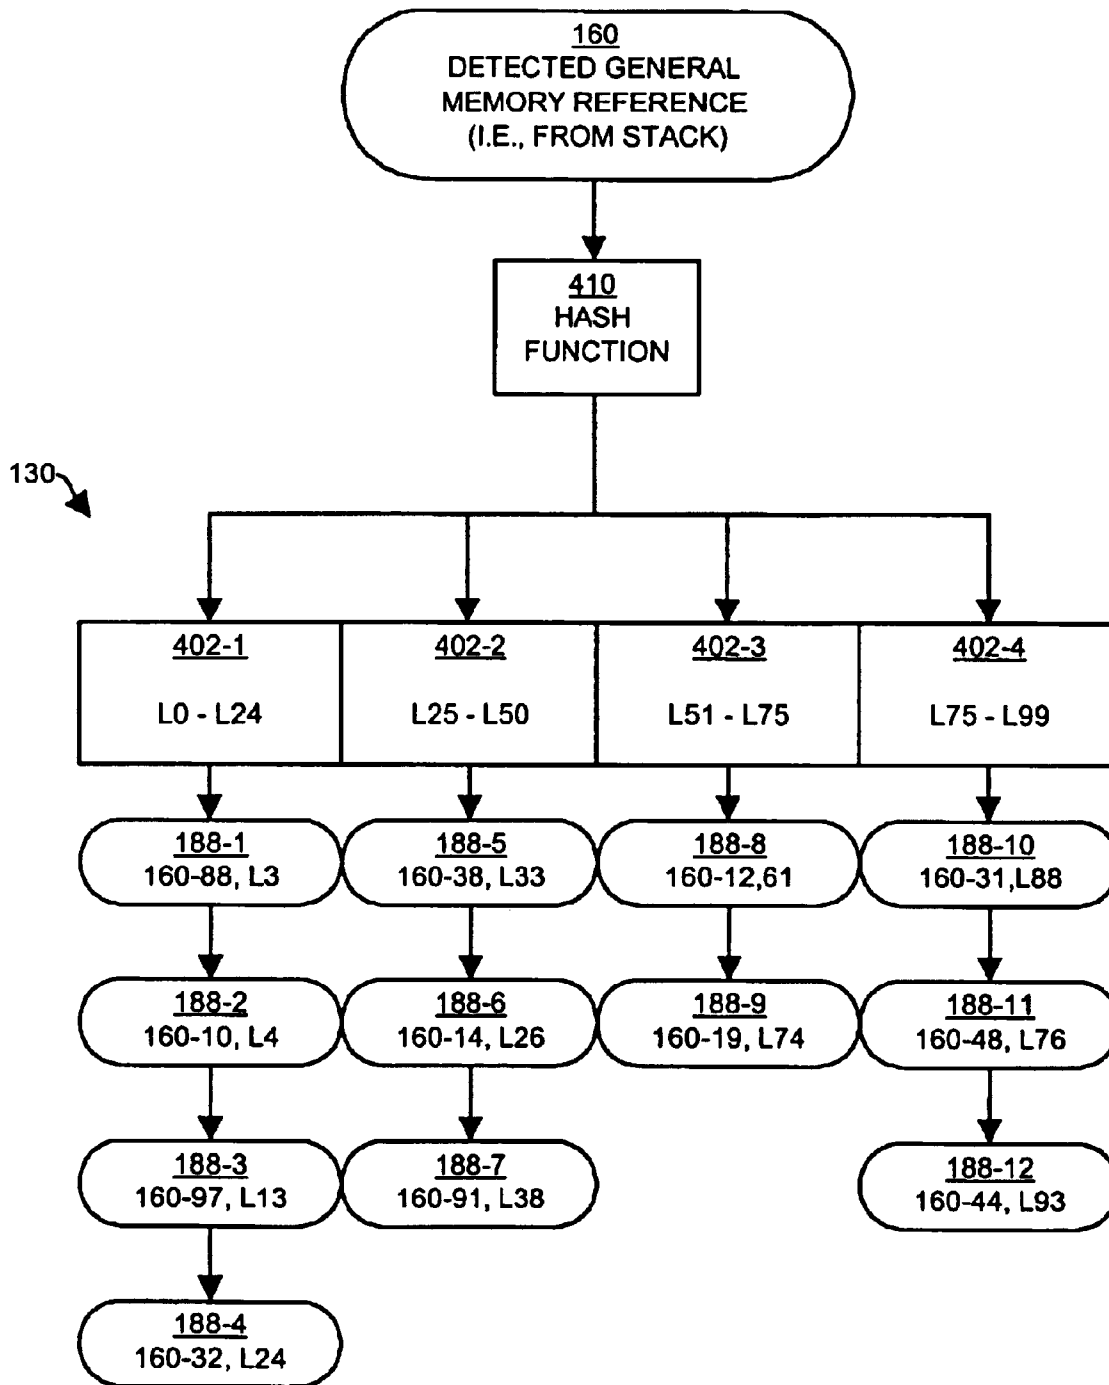 160
DETECTED GENERAL
MEMORY REFERENCE
(I.E., FROM STACK)
410
HASH
FUNCTION
130
402-1
L0 - L24
402-2
L25 - L50
402-3
L51 - L75
402-4
L75 - L99
188-1
160-88, L3
188-5
160-38, L33
188-8
160-12,61
188-10
160-31,L88
188-2
160-10, L4
188-6
160-14, L26
188-9
160-19, L74
188-11
160-48, L76
188-3
160-97, L13
188-7
160-91, L38
188-12
160-44, L93
188-4
160-32, L24